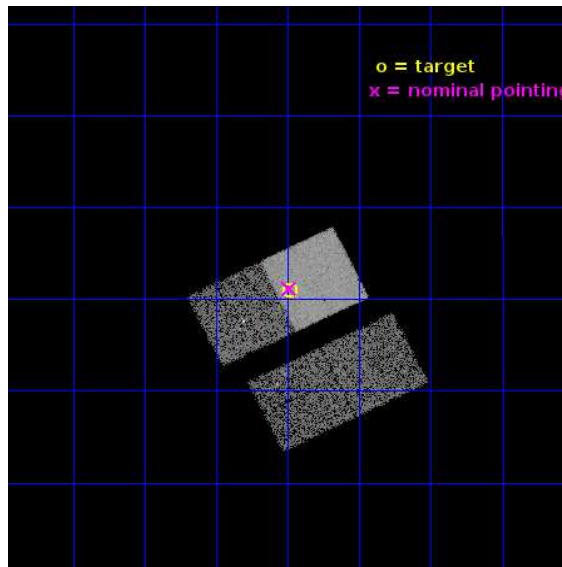 o = target
x = nominal pointing